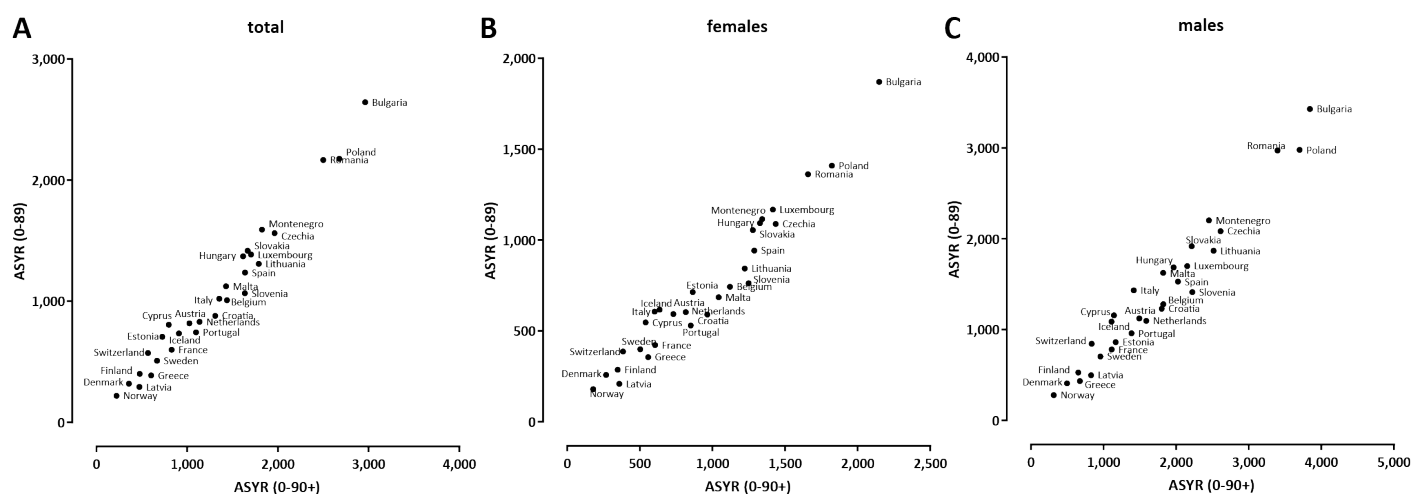 A
total
3,000
2,000
1,000
0
ASYR (0-89)
Bulgaria
Poland
Romania
Montenegro
Czechia
Slovakia
Hungary
Luxembourg
Lithuania
Spain
Malta
Slovenia
Italy
Belgium
Cyprus
Austria
Croatia
Netherlands
Estonia
Iceland
Portugal
Switzerland
France
Sweden
Finland
Greece
Denmark
Latvia
Norway
0
1,000
2,000
3,000
4,000
ASYR (0-90+)
B
females
2,000
1,500
1,000
500
0
ASYR (0-89)
Bulgaria
Poland
Romania
Montenegro
Luxembourg
Hungary
Czechia
Slovakia
Spain
Lithuania
Slovenia
Estonia
Belgium
Malta
Iceland
Austria
Italy
Netherlands
Cyprus
Croatia
Portugal
Sweden
France
Switzerland
Greece
Denmark
Finland
Latvia
Norway
0
500
1,000
1,500
2,000
2,500
ASYR (0-90+)
C
males
4,000
3,000
2,000
1,000
0
ASYR (0-89)
Bulgaria
Romania
Poland
Montenegro
Czechia
Slovakia
Lithuania
Hungary
Luxembourg
Malta
Spain
Italy
Slovenia
Belgium
Croatia
Cyprus
Austria
Netherlands
Iceland
Portugal
Switzerland
Estonia
France
Sweden
Finland
Latvia
Denmark
Greece
Norway
0
1,000
2,000
3,000
4,000
5,000
ASYR (0-90+)